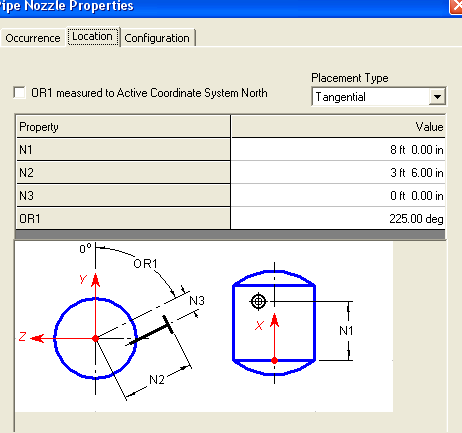 Pipe Nozzle Properties
Occurrence Location Configuration
Placement Type
OR1 measured to Active Coordinate System North
Tangential
Property Value
N1 8 ft 0.00 in
N2 3 ft 6.00 in
N3 0 ft 0.00 in
OR1 225.00 deg
0°
OR1
Y
N3
Z
N2
X
N1